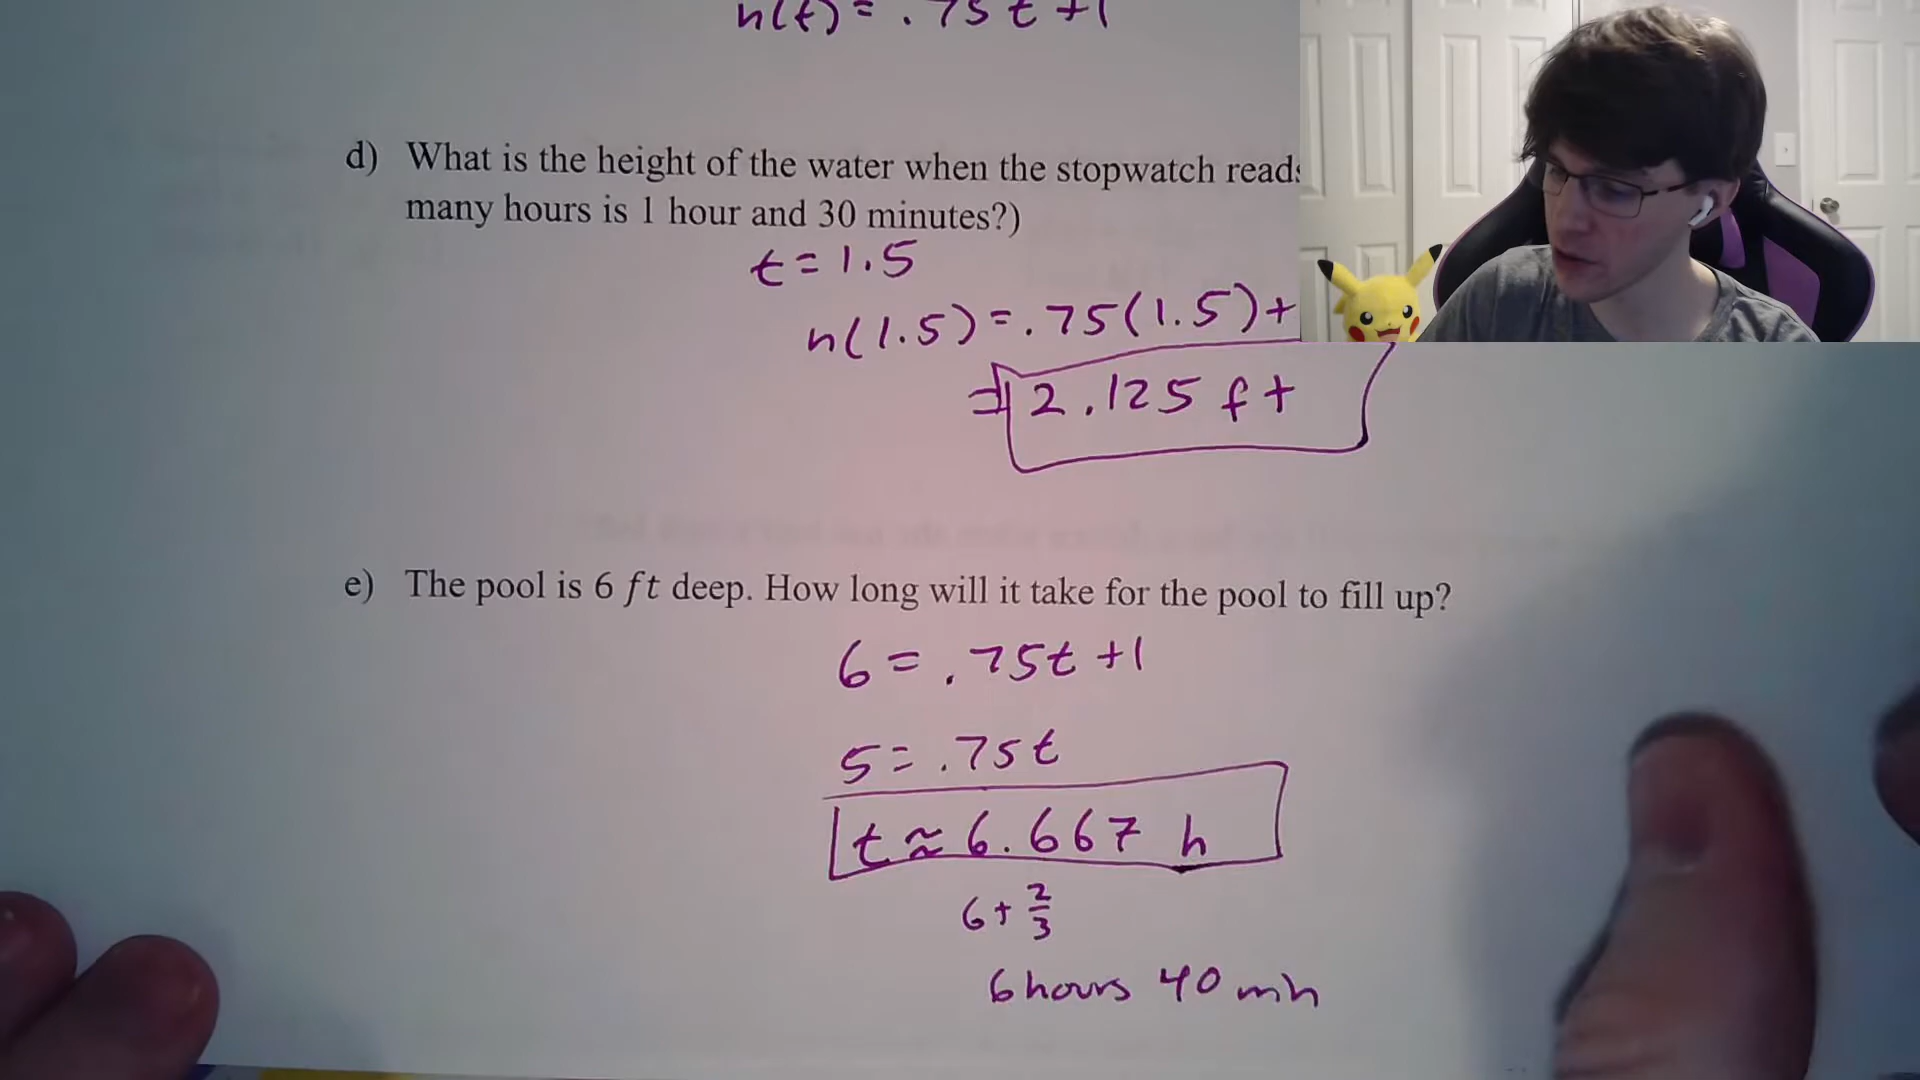 h(t) = .75t+1
d) What is the height of the water when the stopwatch reads
many hours is 1 hour and 30 minutes?)
t=1.5
h(1.5)=.75(1.5)+
= 2.125 ft
e) The pool is 6 ft deep. How long will it take for the pool to fill up?
6=.75t+1
5=.75t
t≈6.667 h
6+2/3
6 hours 40 min